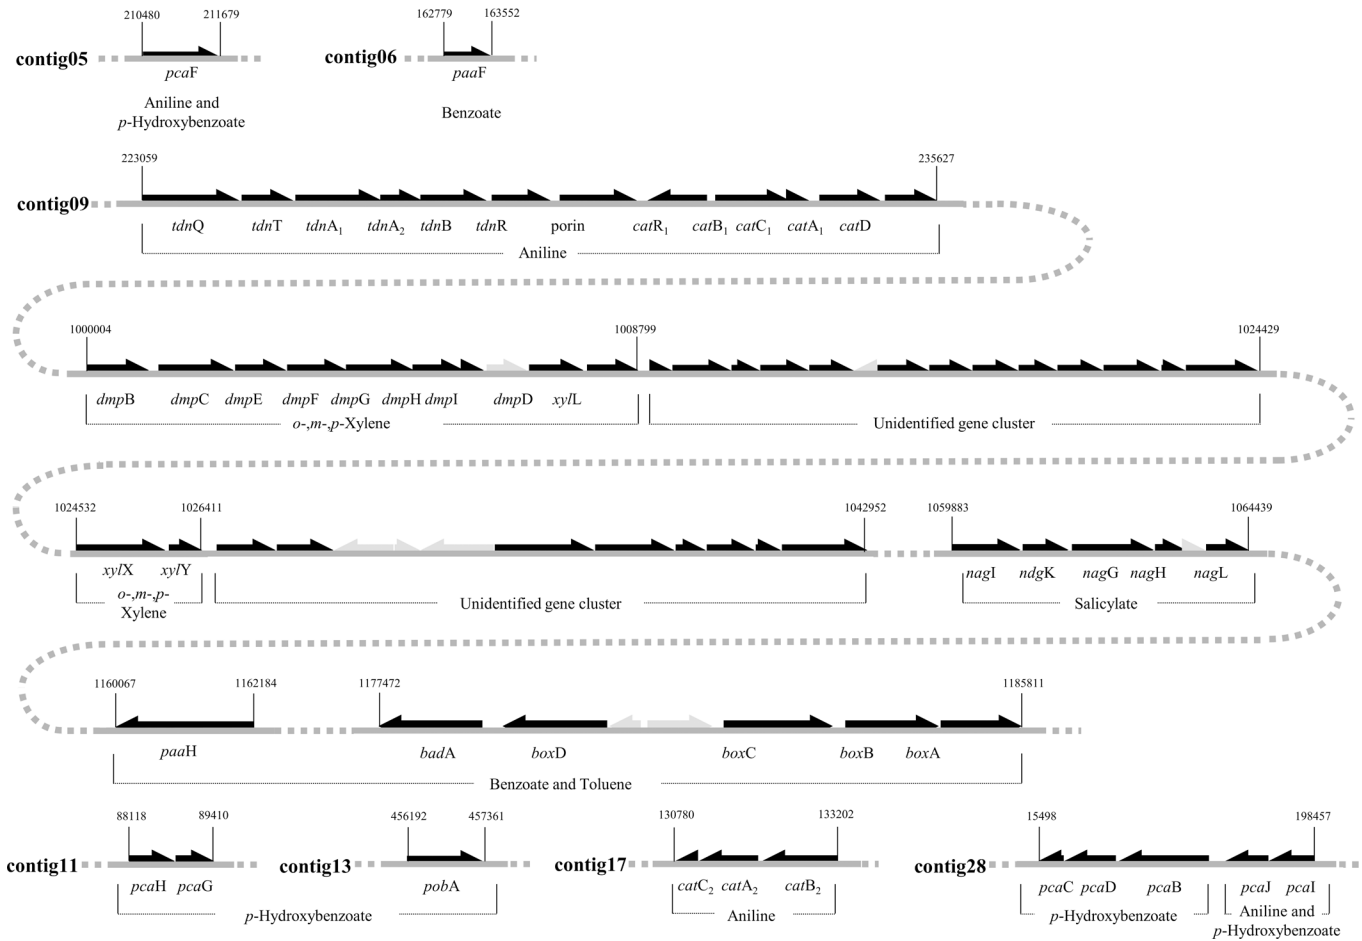 210480 211679 162779 163552
contig05 contig06
pcaF paaF
Aniline and
p-Hydroxybenzoate
Benzoate
223059 235627
contig09
tdnQ tdnT tdnA1 tdnA2 tdnB tdnR porin catR1 catB1 catC1 catA1 catD
Aniline
1000004 1008799 1024429
dmpB dmpC dmpE dmpF dmpG dmpH dmpI dmpD xylL
o-,m-,p-Xylene Unidentified gene cluster
1024532 1026411 1042952 1059883 1064439
xylX xylY nagI ndgK nagG nagH nagL
o-,m-,p-
Xylene
Unidentified gene cluster Salicylate
1160067 1162184 1177472 1185811
paaH badA boxD boxC boxB boxA
Benzoate and Toluene
88118 89410 456192 457361 130780 133202 15498 198457
contig11 contig13 contig17 contig28
pcaH pcaG pobA catC2 catA2 catB2 pcaC pcaD pcaB pcaJ pcaI
p-Hydroxybenzoate Aniline p-Hydroxybenzoate
Aniline and
p-Hydroxybenzoate